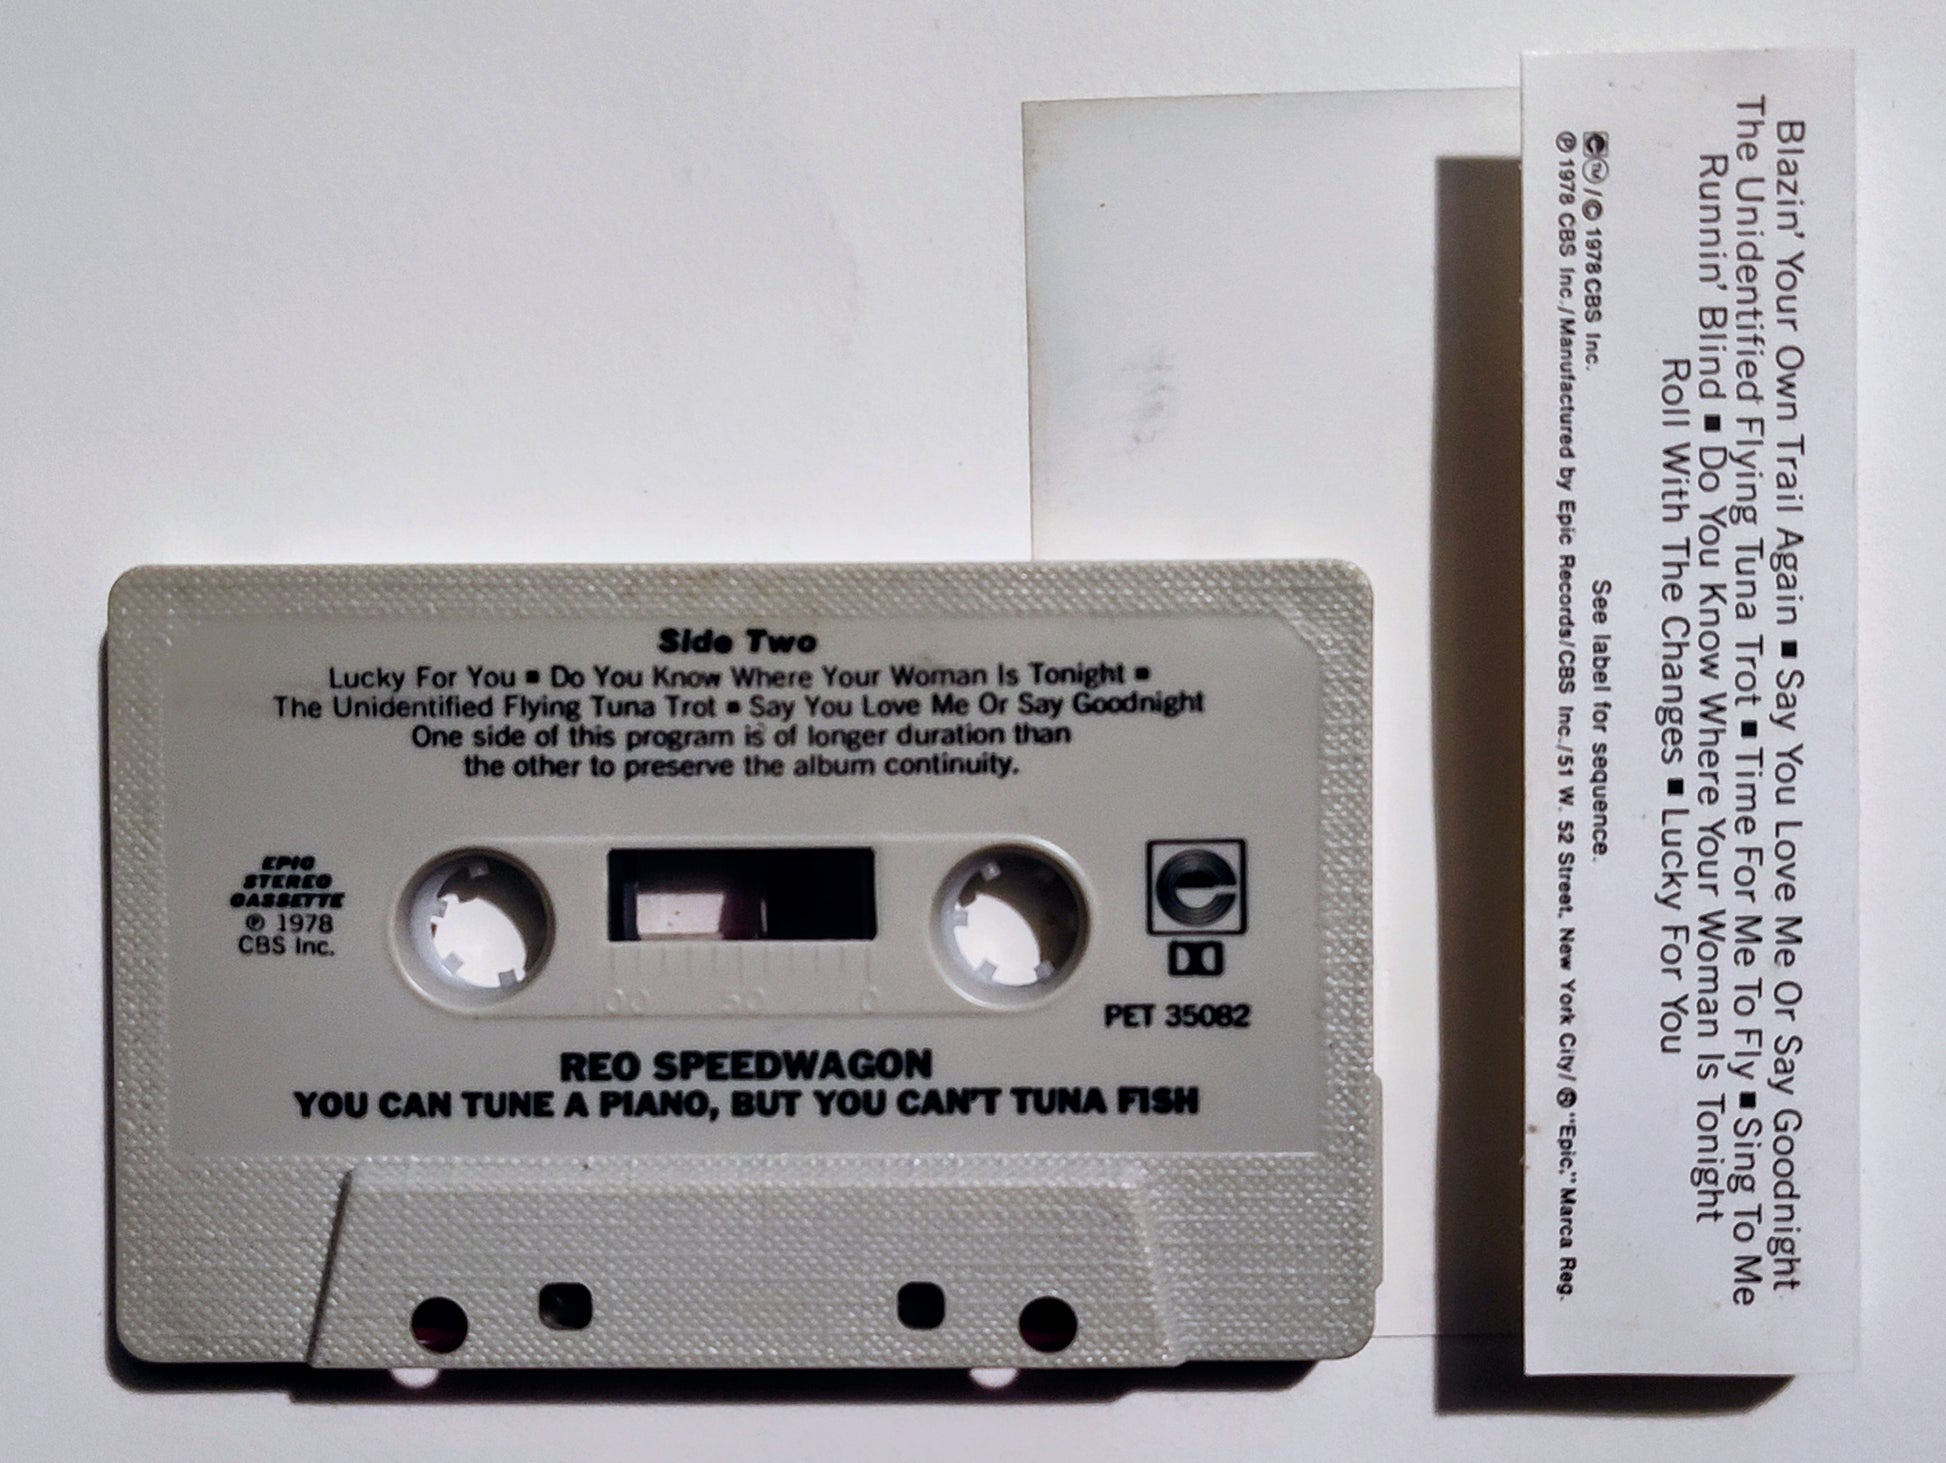 Side Two
Lucky For You ■ Do You Know Where Your Woman Is Tonight ■
The Unidentified Flying Tuna Trot ■ Say You Love Me Or Say Goodnight
One side of this program is of longer duration than
the other to preserve the album continuity.
EPIC
STEREO
CASSETTE
℗ 1978
CBS Inc.
100 50 0
PET 35082
REO SPEEDWAGON
YOU CAN TUNE A PIANO, BUT YOU CAN'T TUNA FISH
Blazin' Your Own Trail Again ■ Say You Love Me Or Say Goodnight
The Unidentified Flying Tuna Trot ■ Time For Me To Fly ■ Sing To Me
Runnin' Blind ■ Do You Know Where Your Woman Is Tonight
Roll With The Changes ■ Lucky For You
See label for sequence.
e TM/© 1978 CBS Inc.
℗ 1978 CBS Inc./Manufactured by Epic Records/CBS Inc./51 W. 52 Street, New York City/® "Epic," Marca Reg.